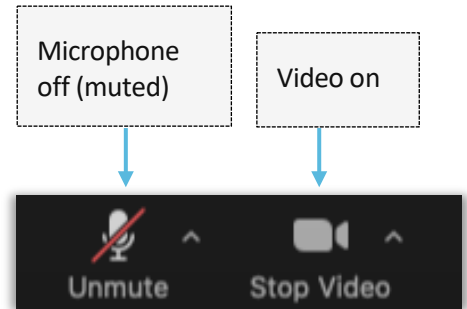 Microphone
off (muted)
Video on
Unmute
Stop Video